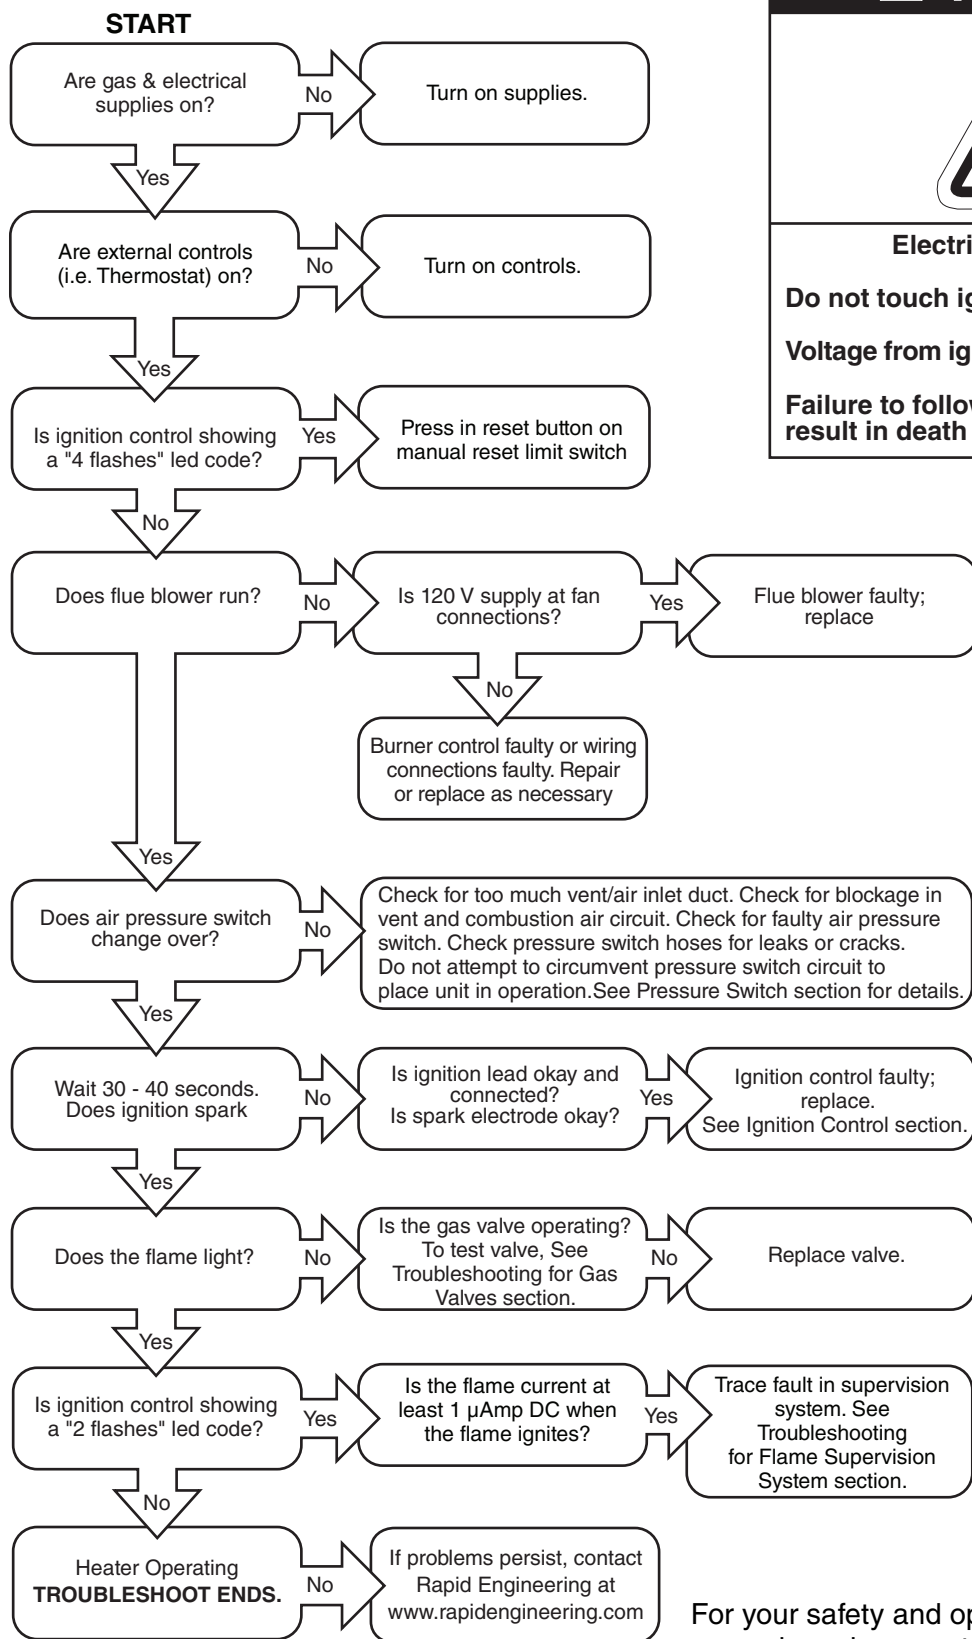 START
Are gas & electrical
supplies on?
No
Turn on supplies.
Yes
Are external controls
(i.e. Thermostat) on?
No
Turn on controls.
Yes
Is ignition control showing
a "4 flashes" led code?
Yes
Press in reset button on
manual reset limit switch
No
Does flue blower run?
No
Is 120 V supply at fan
connections?
Yes
Flue blower faulty;
replace
No
Burner control faulty or wiring
connections faulty. Repair
or replace as necessary
Yes
Does air pressure switch
change over?
No
Check for too much vent/air inlet duct. Check for blockage in
vent and combustion air circuit. Check for faulty air pressure
switch. Check pressure switch hoses for leaks or cracks.
Do not attempt to circumvent pressure switch circuit to
place unit in operation.See Pressure Switch section for details.
Yes
Wait 30 - 40 seconds.
Does ignition spark
No
Is ignition lead okay and
connected?
Is spark electrode okay?
Yes
Ignition control faulty;
replace.
See Ignition Control section.
Yes
Does the flame light?
No
Is the gas valve operating?
To test valve, See
Troubleshooting for Gas
Valves section.
No
Replace valve.
Yes
Is ignition control showing
a "2 flashes" led code?
Yes
Is the flame current at
least 1 µAmp DC when
the flame ignites?
Yes
Trace fault in supervision
system. See
Troubleshooting
for Flame Supervision
System section.
No
Heater Operating
TROUBLESHOOT ENDS.
No
If problems persist, contact
Rapid Engineering at
www.rapidengineering.com
Do not touch
Voltage from
Failure to
result in death
For your safety and